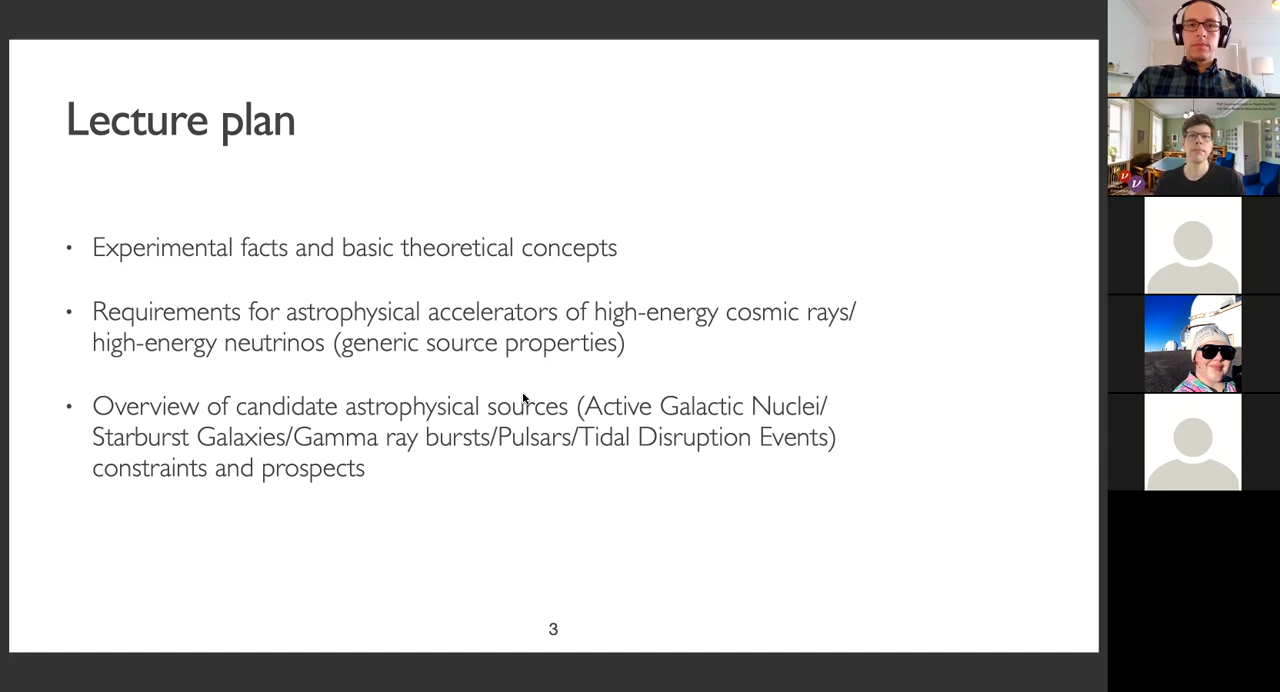 Lecture plan
• Experimental facts and basic theoretical concepts
• Requirements for astrophysical accelerators of high-energy cosmic rays/
high-energy neutrinos (generic source properties)
• Overview of candidate astrophysical sources (Active Galactic Nuclei/
Starburst Galaxies/Gamma ray bursts/Pulsars/Tidal Disruption Events)
constraints and prospects
3